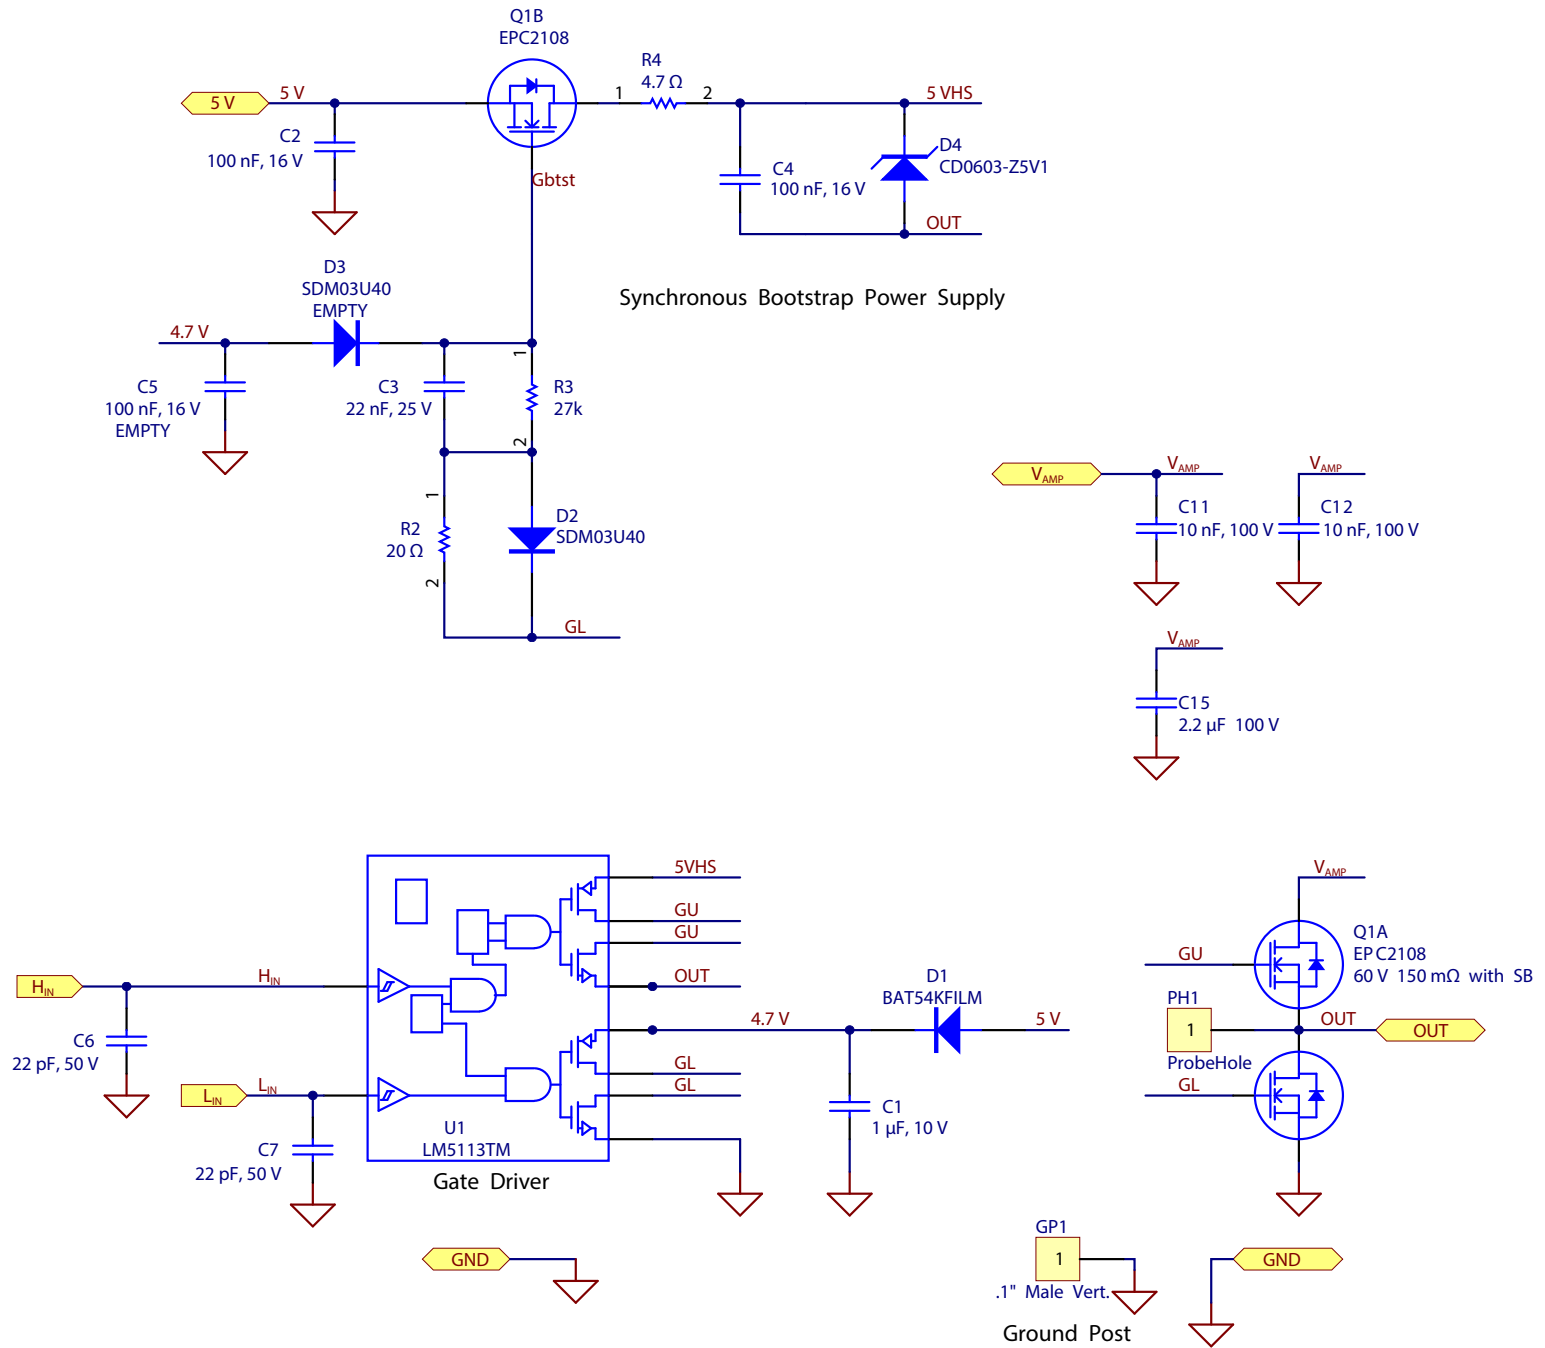 Q1B
EPC2108
5 V
5 V
R4
4.7 Ω
1
2
5 VHS
C2
100 nF, 16 V
Gbtst
C4
100 nF, 16 V
D4
CD0603-Z5V1
OUT
Synchronous Bootstrap Power Supply
D3
SDM03U40
EMPTY
4.7 V
C5
100 nF, 16 V
EMPTY
C3
22 nF, 25 V
1
R3
27k
2
1
R2
20 Ω
2
D2
SDM03U40
GL
VAMP
VAMP
VAMP
C11
10 nF, 100 V
C12
10 nF, 100 V
VAMP
C15
2.2 µF 100 V
5VHS
GU
GU
OUT
4.7 V
GL
GL
HIN
HIN
C6
22 pF, 50 V
LIN
LIN
C7
22 pF, 50 V
U1
LM5113TM
Gate Driver
D1
BAT54KFILM
5 V
C1
1 µF, 10 V
VAMP
Q1A
EPC2108
60 V 150 mΩ with SB
GU
PH1
1
ProbeHole
OUT
OUT
GL
GND
GP1
1
.1" Male Vert.
Ground Post
GND